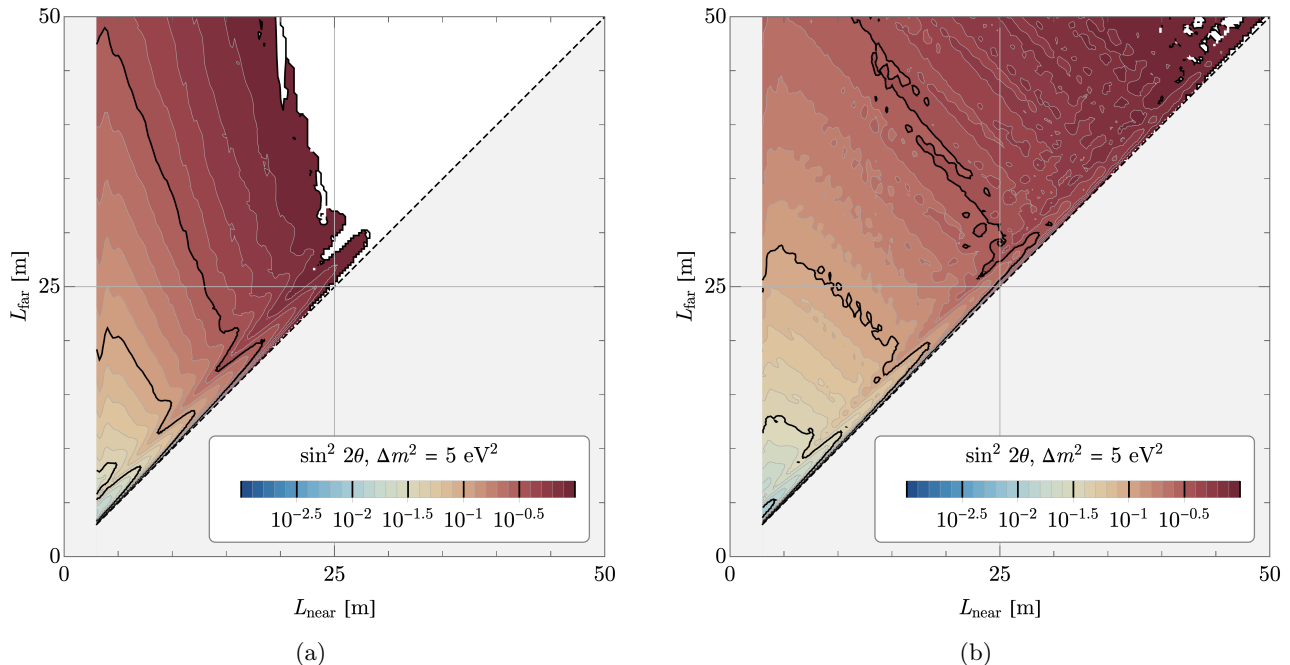 50
25
0
L_far [m]
sin² 2θ, Δm² = 5 eV²
10^−2.5 10^−2 10^−1.5 10^−1 10^−0.5
0 25 50
L_near [m]
(a)
50
25
0
L_far [m]
sin² 2θ, Δm² = 5 eV²
10^−2.5 10^−2 10^−1.5 10^−1 10^−0.5
0 25 50
L_near [m]
(b)